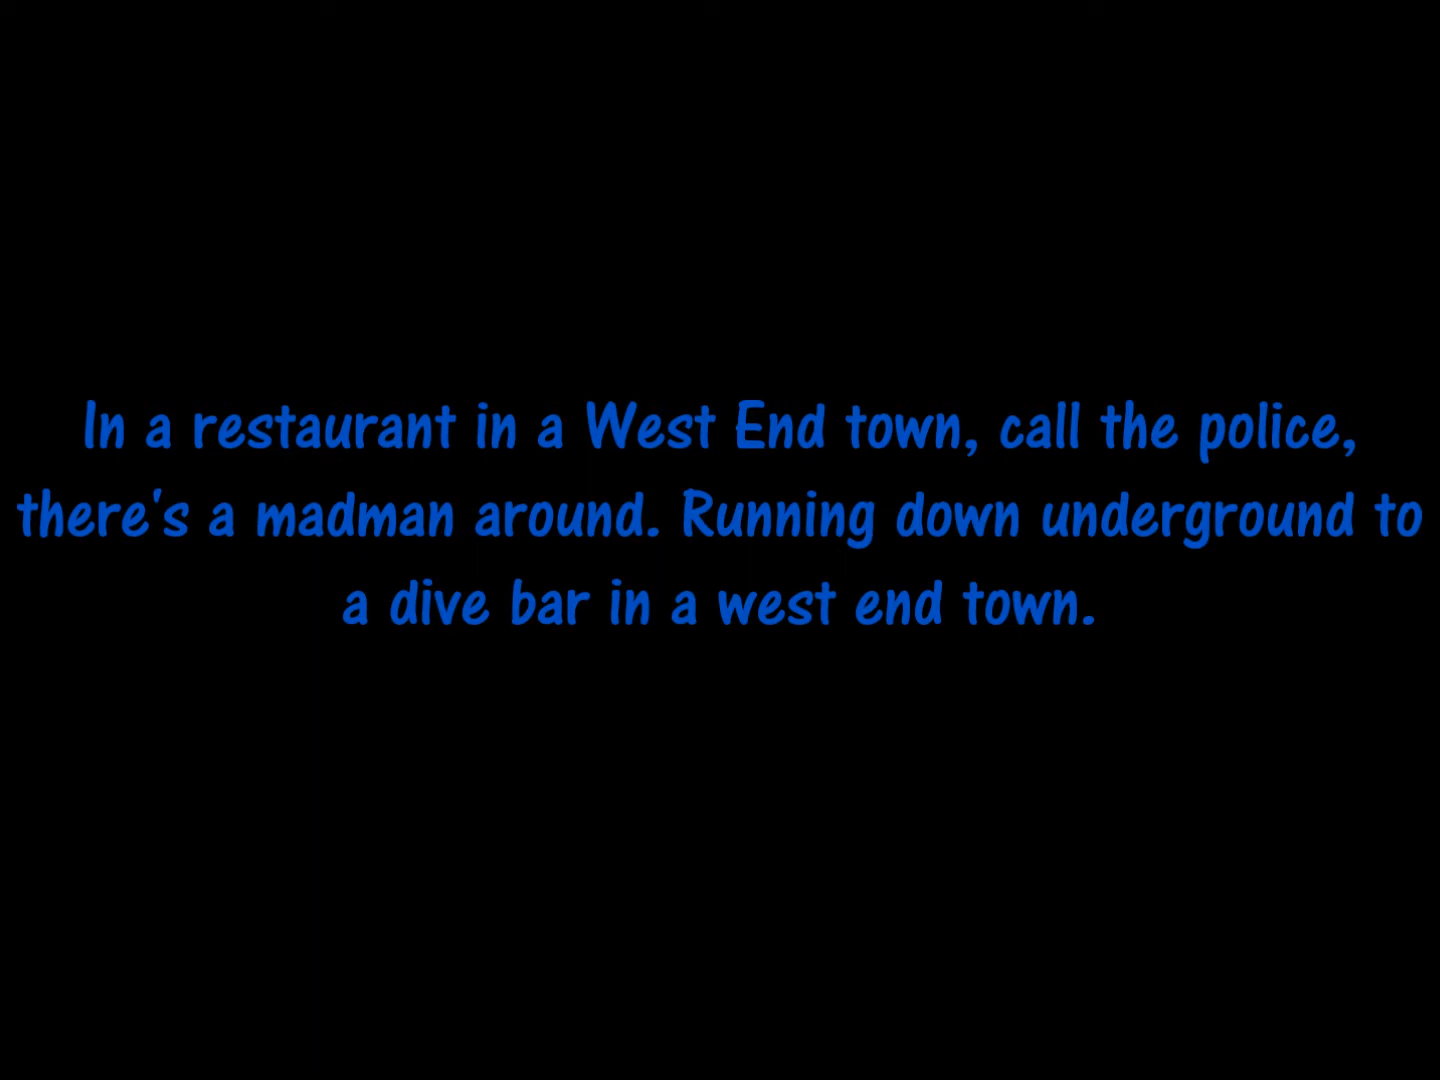 In a restaurant in a West End town, call the police,
there's a madman around. Running down underground to
a dive bar in a west end town.